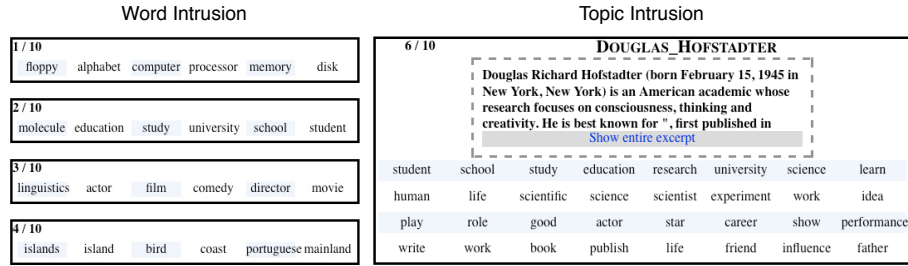 Word Intrusion
1 / 10
floppy alphabet computer processor memory disk
2 / 10
molecule education study university school student
3 / 10
linguistics actor film comedy director movie
4 / 10
islands island bird coast portuguese mainland
Topic Intrusion
6 / 10 DOUGLAS_HOFSTADTER
Douglas Richard Hofstadter (born February 15, 1945 in
New York, New York) is an American academic whose
research focuses on consciousness, thinking and
creativity. He is best known for ", first published in
Show entire excerpt
student school study education research university science learn
human life scientific science scientist experiment work idea
play role good actor star career show performance
write work book publish life friend influence father